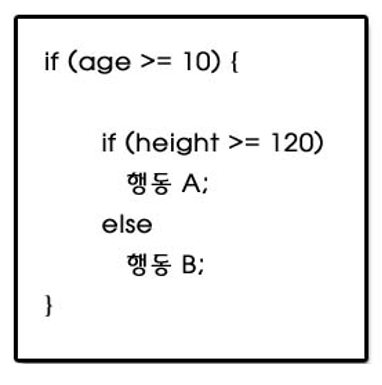 if (age >= 10) {
if (height >= 120)
행동 A;
else
행동 B;
}